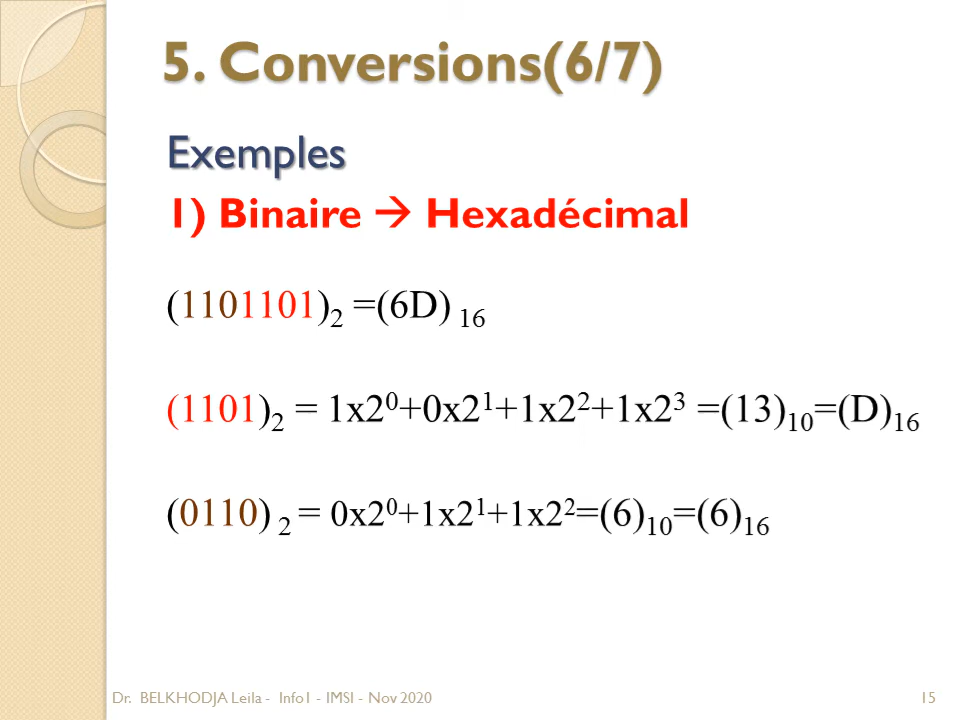 5. Conversions(6/7)
Exemples
1) Binaire → Hexadécimal
(1101101)₂ =(6D) ₁₆
(1101)₂ = 1x2⁰+0x2¹+1x2²+1x2³ =(13)₁₀=(D)₁₆
(0110) ₂ = 0x2⁰+1x2¹+1x2²=(6)₁₀=(6)₁₆
Dr. BELKHODJA Leila - Info1 - IMSI - Nov 2020 15